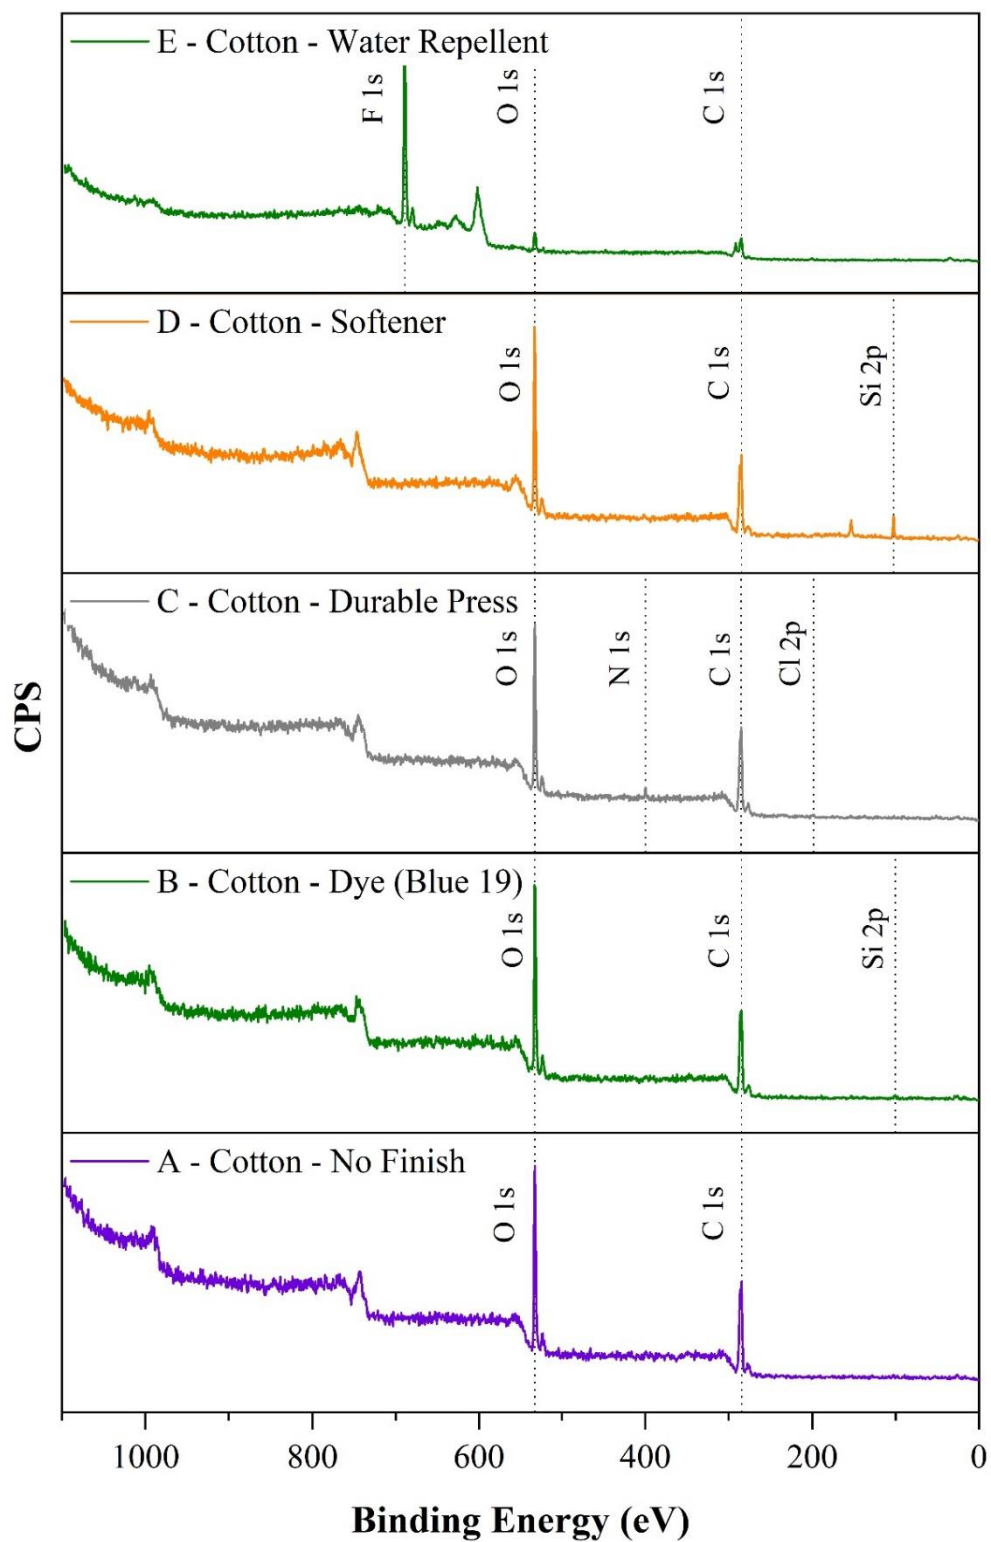 E - Cotton - Water Repellent
F 1s
O 1s
C 1s
D - Cotton - Softener
O 1s
C 1s
Si 2p
C - Cotton - Durable Press
O 1s
N 1s
C 1s
Cl 2p
CPS
B - Cotton - Dye (Blue 19)
O 1s
C 1s
Si 2p
A - Cotton - No Finish
O 1s
C 1s
1000 800 600 400 200 0
Binding Energy (eV)